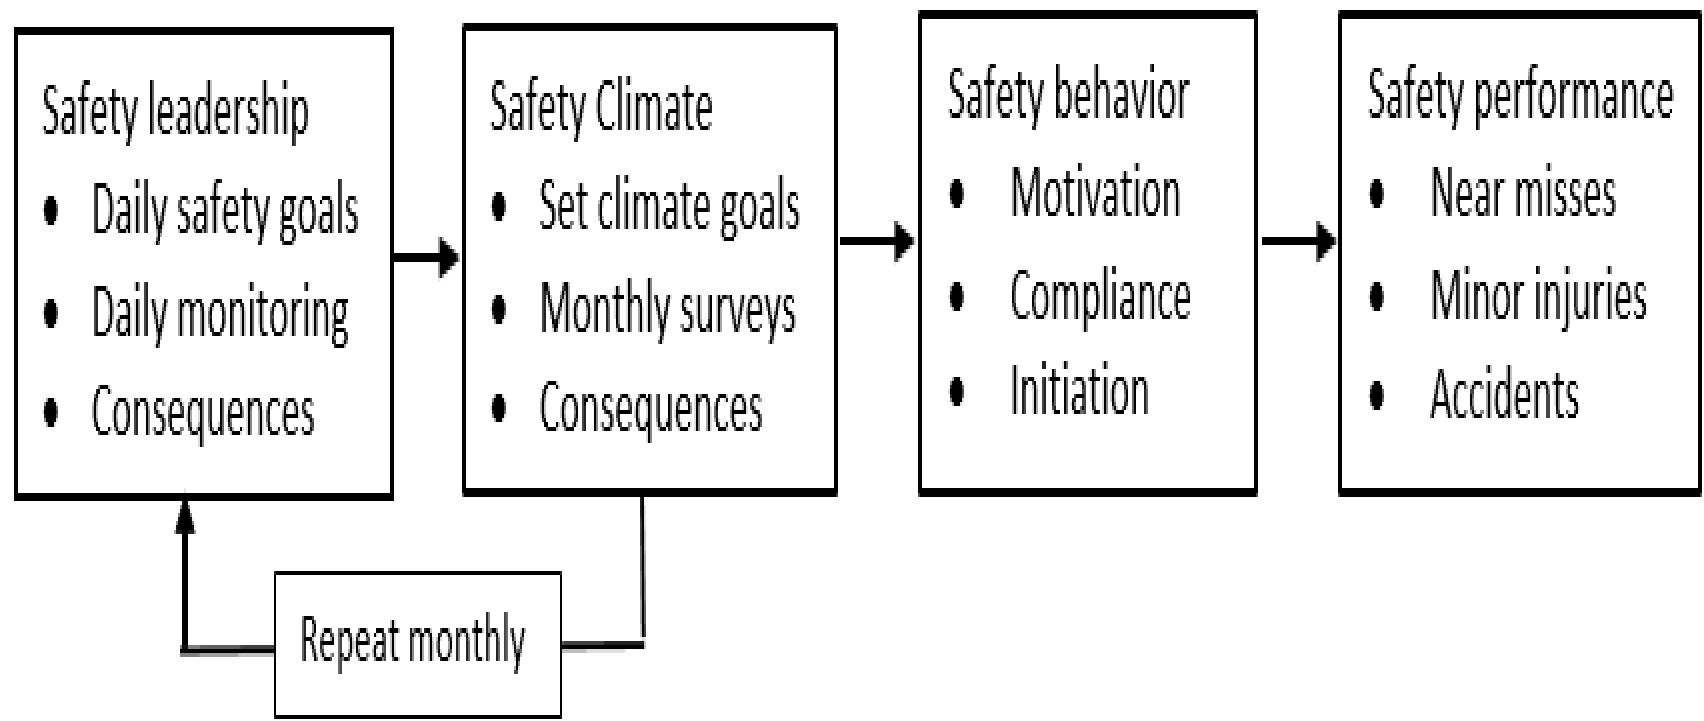 Safety leadership
• Daily safety goals
• Daily monitoring
• Consequences
Safety Climate
• Set climate goals
• Monthly surveys
• Consequences
Safety behavior
• Motivation
• Compliance
• Initiation
Safety performance
• Near misses
• Minor injuries
• Accidents
Repeat monthly